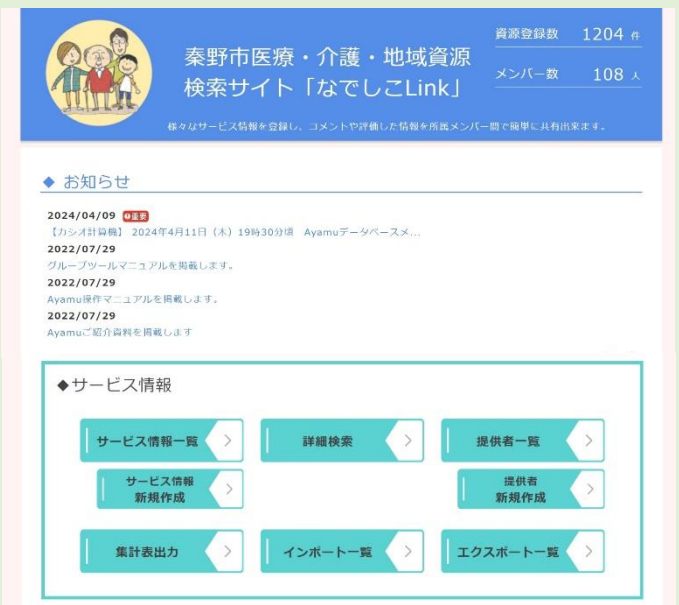 秦野市医療・介護・地域資源
検索サイト「なでしこLink」
資源登録数 1204 件
メンバー数 108 人
様々なサービス情報を登録し、コメントや評価した情報を所属メンバー間で簡単に共有出来ます。
◆ お知らせ
2024/04/09 重要
【カシオ計算機】 2024年4月11日（木）19時30分頃 Ayamuデータベースメ...
2022/07/29
グループツールマニュアルを掲載します。
2022/07/29
Ayamu操作マニュアルを掲載します。
2022/07/29
Ayamuご紹介資料を掲載します
◆サービス情報
サービス情報一覧
詳細検索
提供者一覧
サービス情報
新規作成
提供者
新規作成
集計表出力
インポート一覧
エクスポート一覧